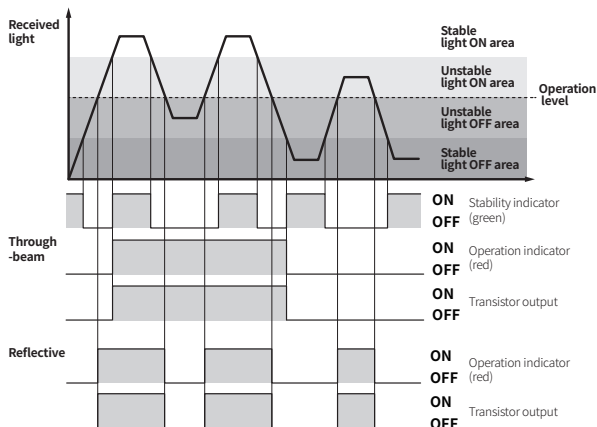 Received
light
Stable
light ON area
Unstable
light ON area
Operation
level
Unstable
light OFF area
Stable
light OFF area
ON
OFF
Stability indicator
(green)
Through
-beam
ON
OFF
Operation indicator
(red)
ON
OFF
Transistor output
Reflective
ON
OFF
Operation indicator
(red)
ON
OFF
Transistor output